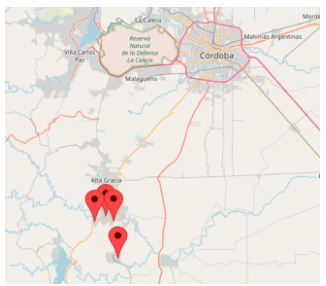 La Calera
Monte
Malvinas Argentinas
Reserva
Natural
de la Defensa
La Calera
Villa Carlos
Paz
Córdoba
Malagueño
Alta Gracia